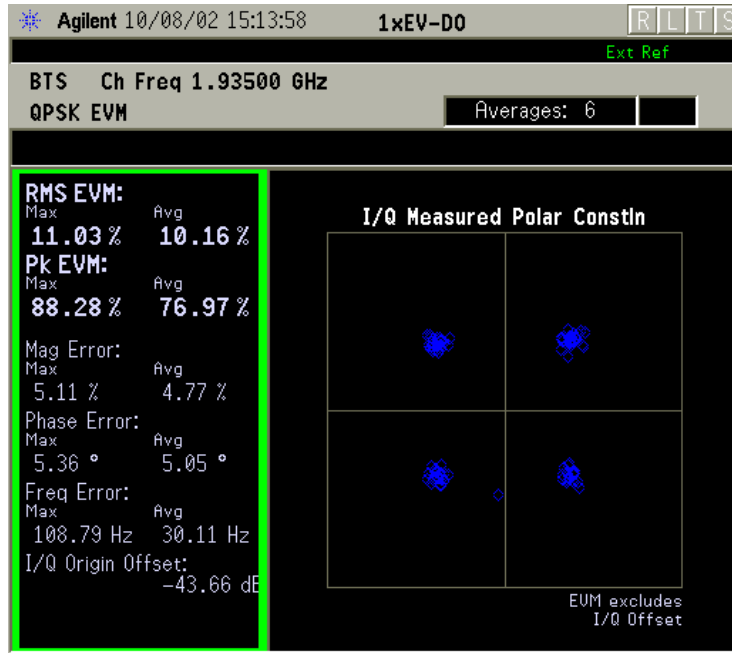 Agilent 10/08/02 15:13:58 1xEV-DO R L T S
Ext Ref
BTS Ch Freq 1.93500 GHz
QPSK EVM Averages: 6
RMS EVM:
Max Avg
11.03 % 10.16 %
Pk EVM:
Max Avg
88.28 % 76.97 %
Mag Error:
Max Avg
5.11 % 4.77 %
Phase Error:
Max Avg
5.36 ° 5.05 °
Freq Error:
Max Avg
108.79 Hz 30.11 Hz
I/Q Origin Offset:
-43.66 dB
I/Q Measured Polar Constln
EVM excludes
I/Q Offset